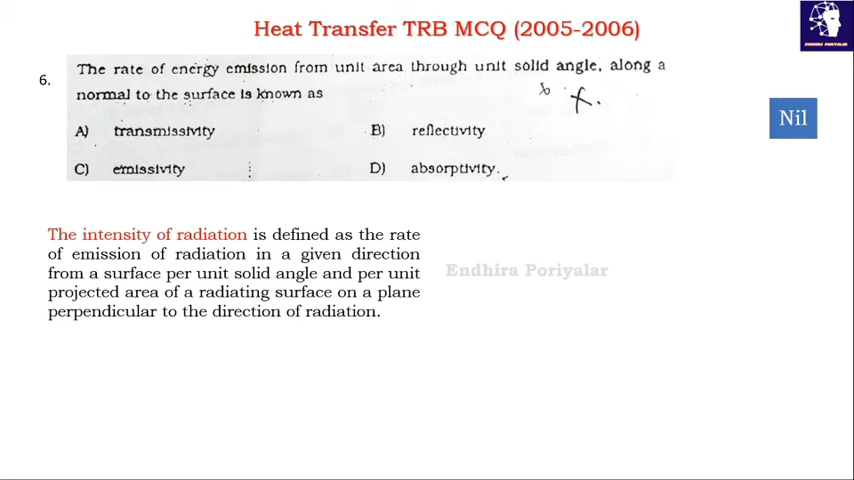 Heat Transfer TRB MCQ (2005-2006)
ENDHIRA PORIYALAR
6.
The rate of energy emission from unit area through unit solid angle, along a
normal to the surface is known as
A) transmissivity B) reflectivity
C) emissivity D) absorptivity.
Nil
The intensity of radiation is defined as the rate
of emission of radiation in a given direction
from a surface per unit solid angle and per unit
projected area of a radiating surface on a plane
perpendicular to the direction of radiation.
Endhira Poriyalar